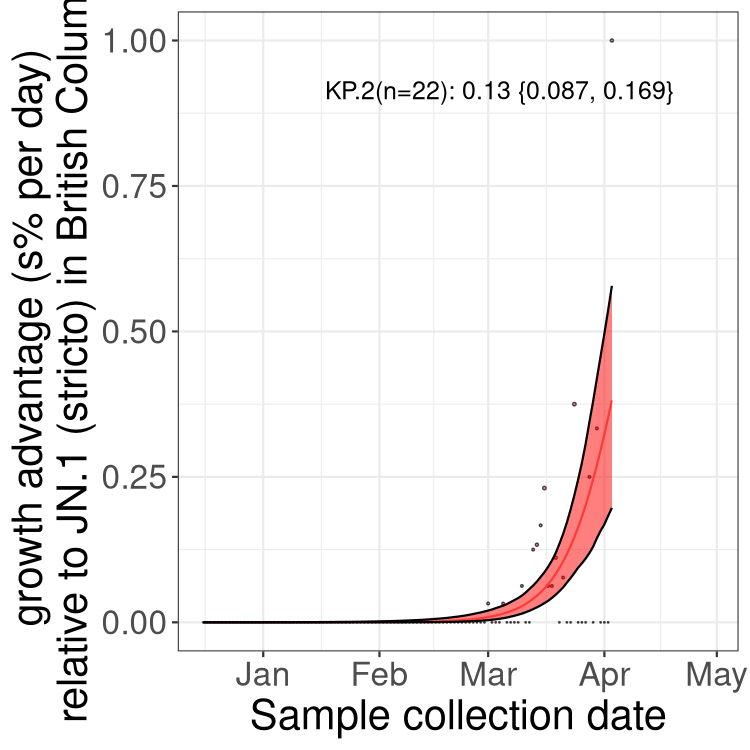 growth advantage (s% per day)
relative to JN.1 (stricto) in British Colum
1.00
0.75
0.50
0.25
0.00
KP.2(n=22): 0.13 {0.087, 0.169}
Jan Feb Mar Apr May
Sample collection date